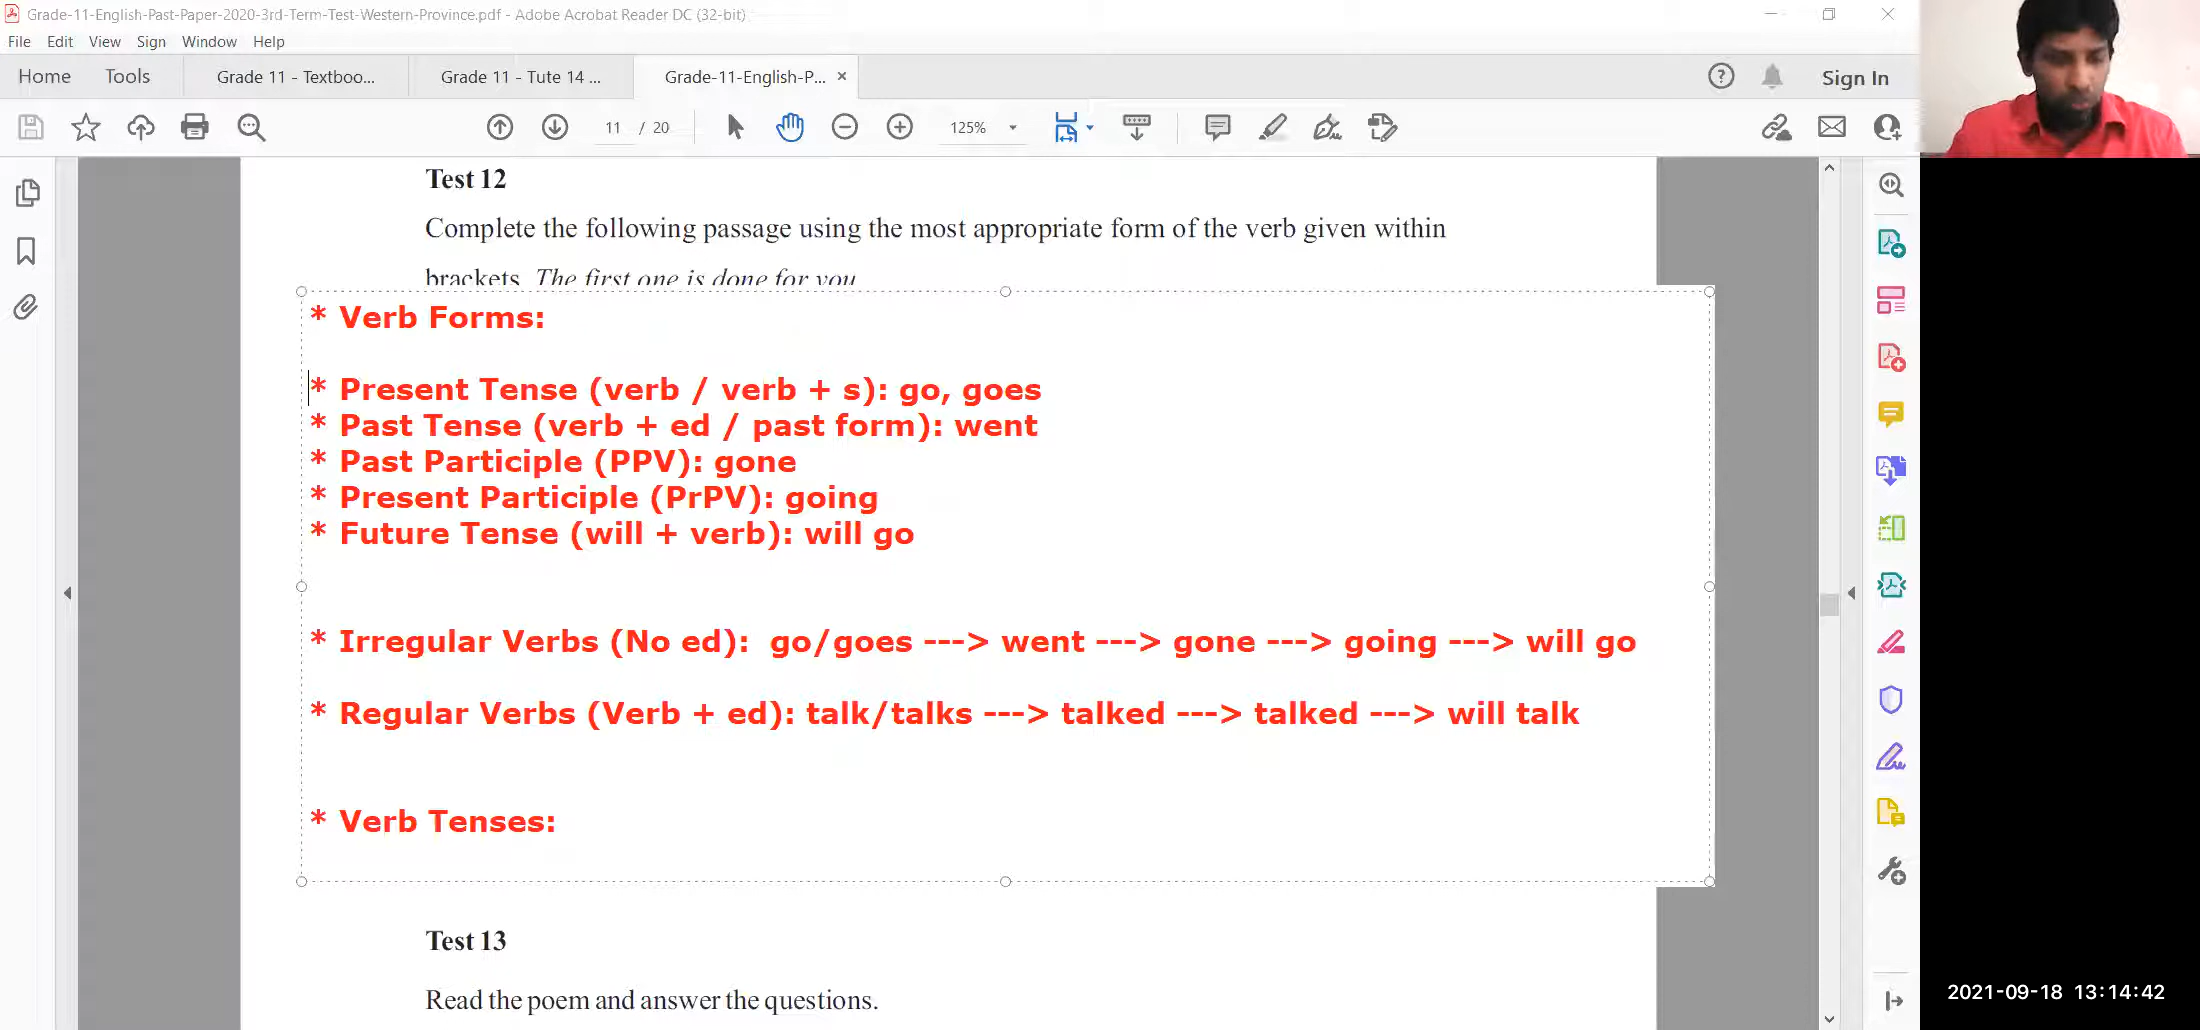 Grade-11-English-Past-Paper-2020-3rd-Term-Test-Western-Province.pdf - Adobe Acrobat Reader DC (32-bit)
File Edit View Sign Window Help
Home Tools Grade 11 - Textboo... Grade 11 - Tute 14 ... Grade-11-English-P... × Sign In
11 / 20 125%
Test 12
Complete the following passage using the most appropriate form of the verb given within
brackets. The first one is done for you
* Verb Forms:
* Present Tense (verb / verb + s): go, goes
* Past Tense (verb + ed / past form): went
* Past Participle (PPV): gone
* Present Participle (PrPV): going
* Future Tense (will + verb): will go
* Irregular Verbs (No ed): go/goes ---> went ---> gone ---> going ---> will go
* Regular Verbs (Verb + ed): talk/talks ---> talked ---> talked ---> will talk
* Verb Tenses:
Test 13
Read the poem and answer the questions.
2021-09-18 13:14:42